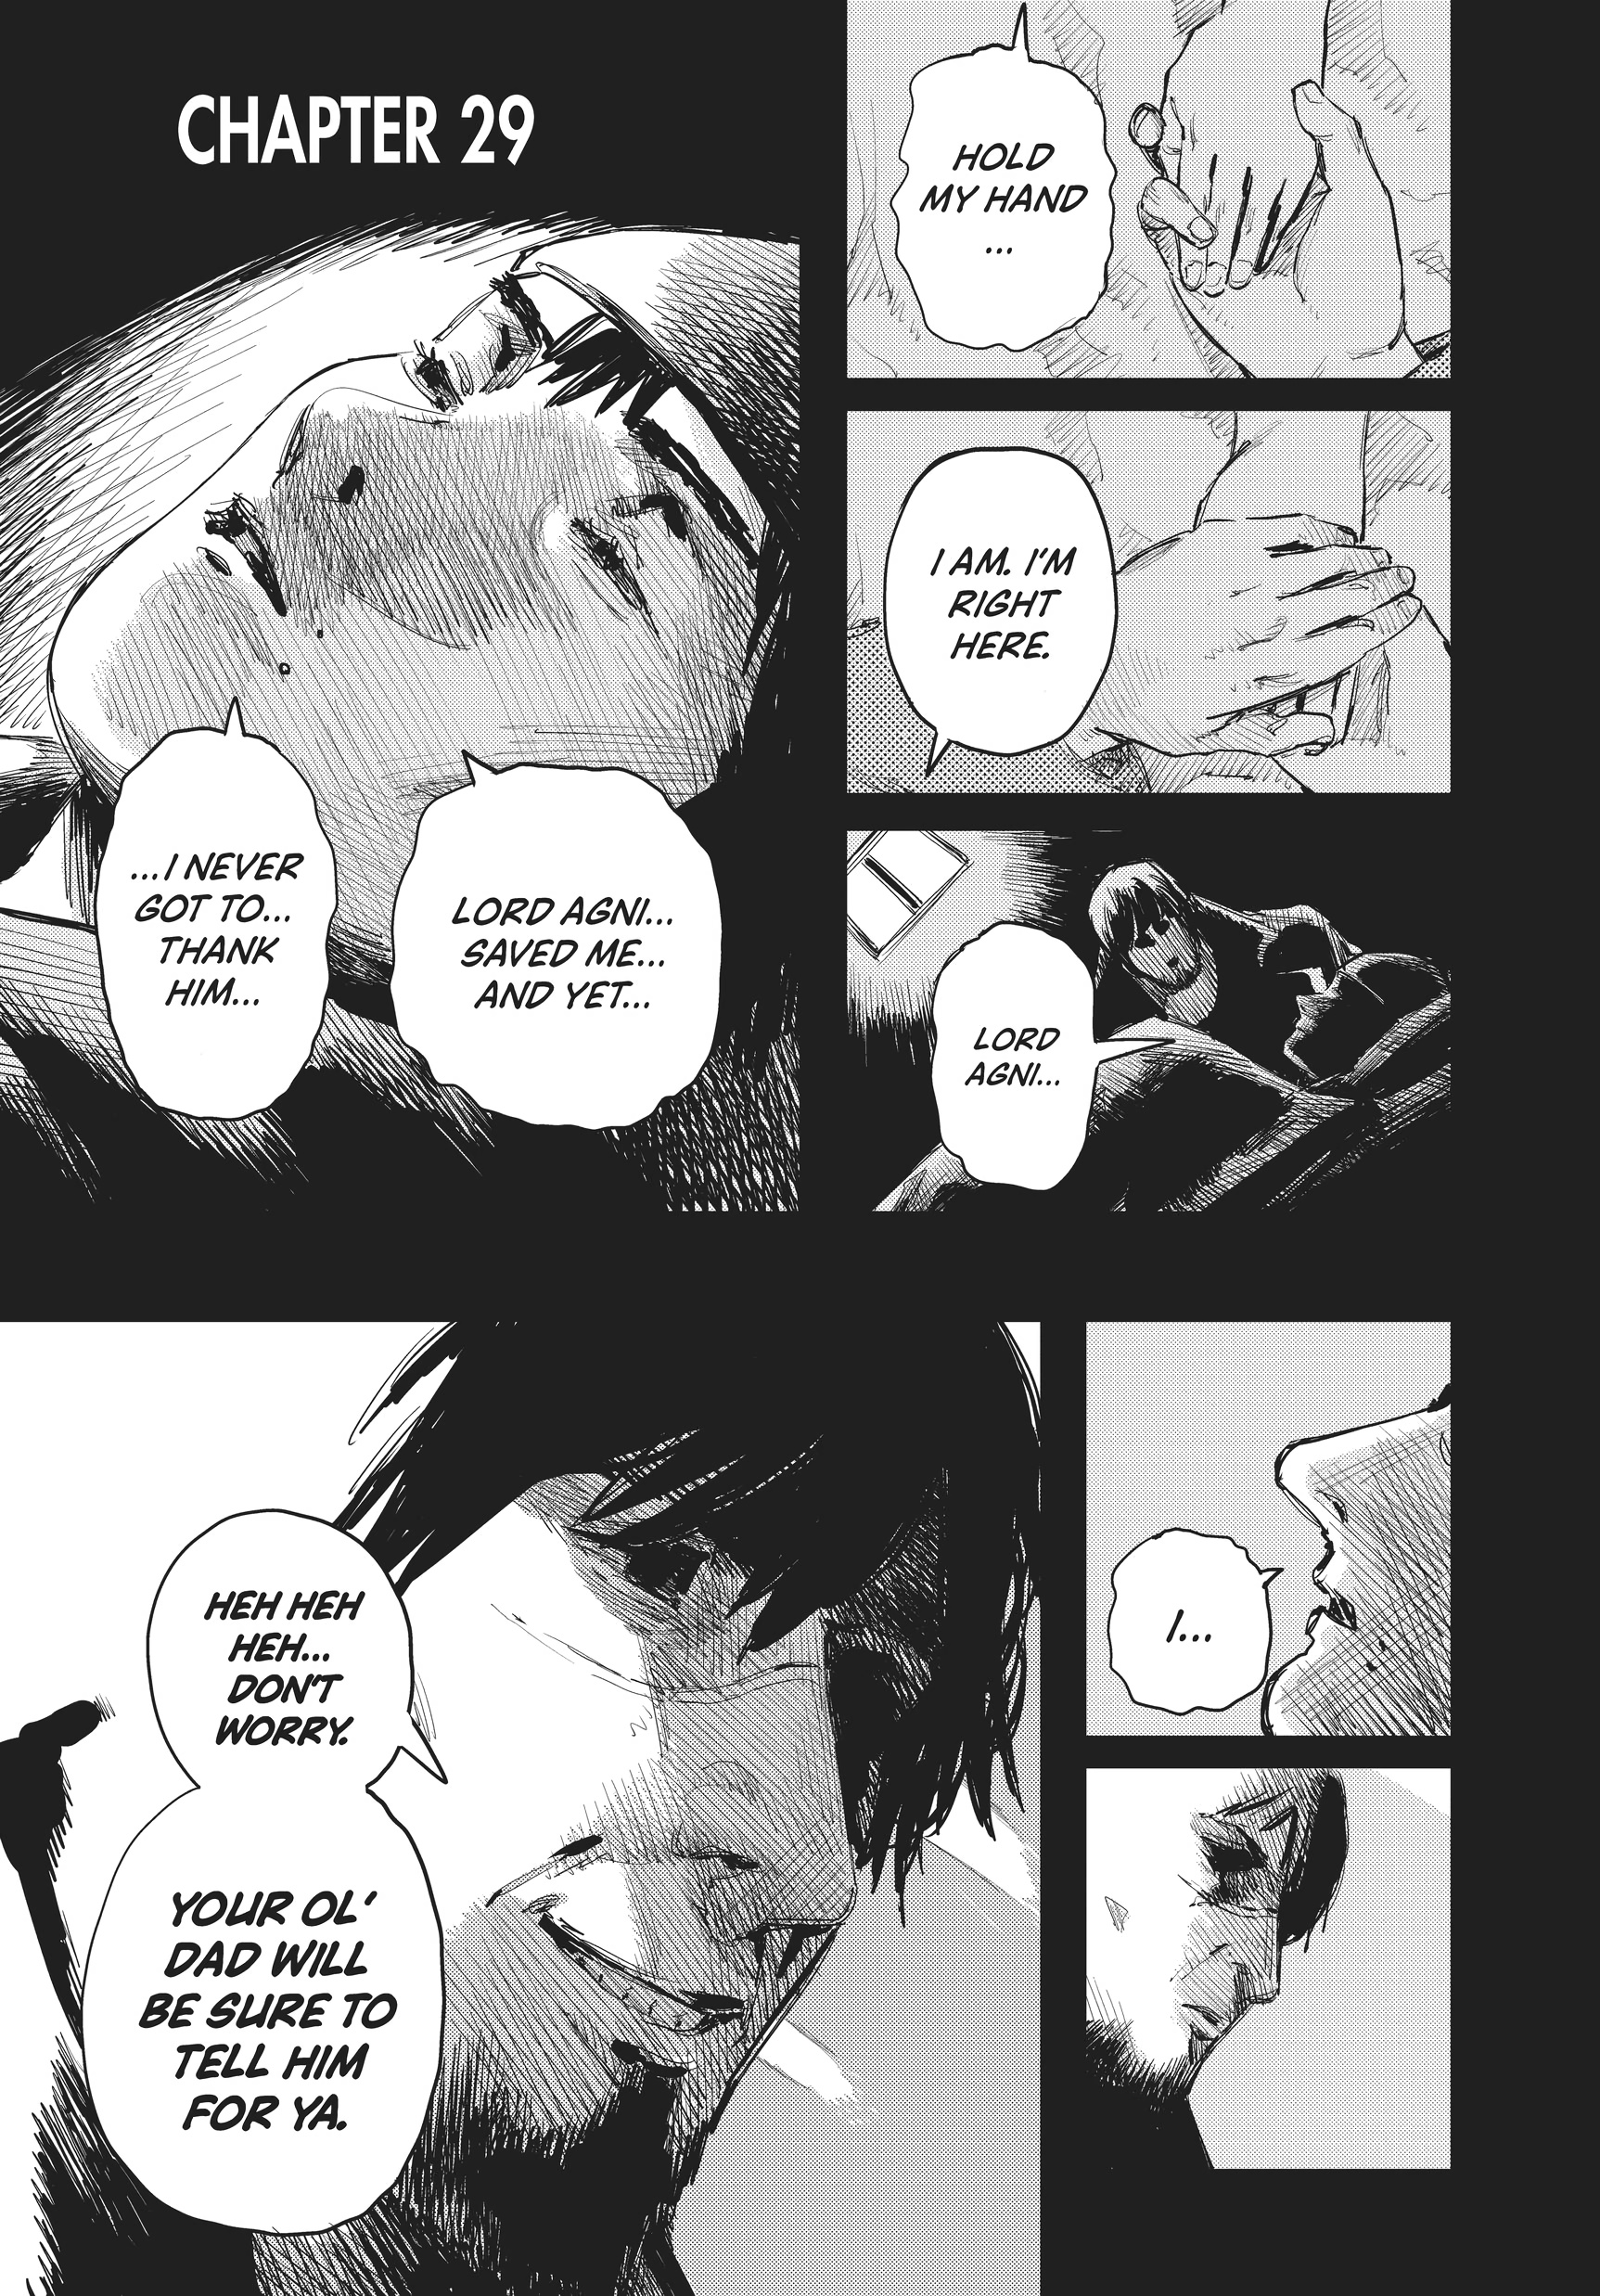 CHAPTER 29
HOLD
MY HAND
...
I AM. I'M
RIGHT
HERE.
LORD
AGNI...
LORD AGNI...
SAVED ME...
AND YET...
...I NEVER
GOT TO...
THANK
HIM...
I...
HEH HEH
HEH...
DON'T
WORRY.
YOUR OL'
DAD WILL
BE SURE TO
TELL HIM
FOR YA.